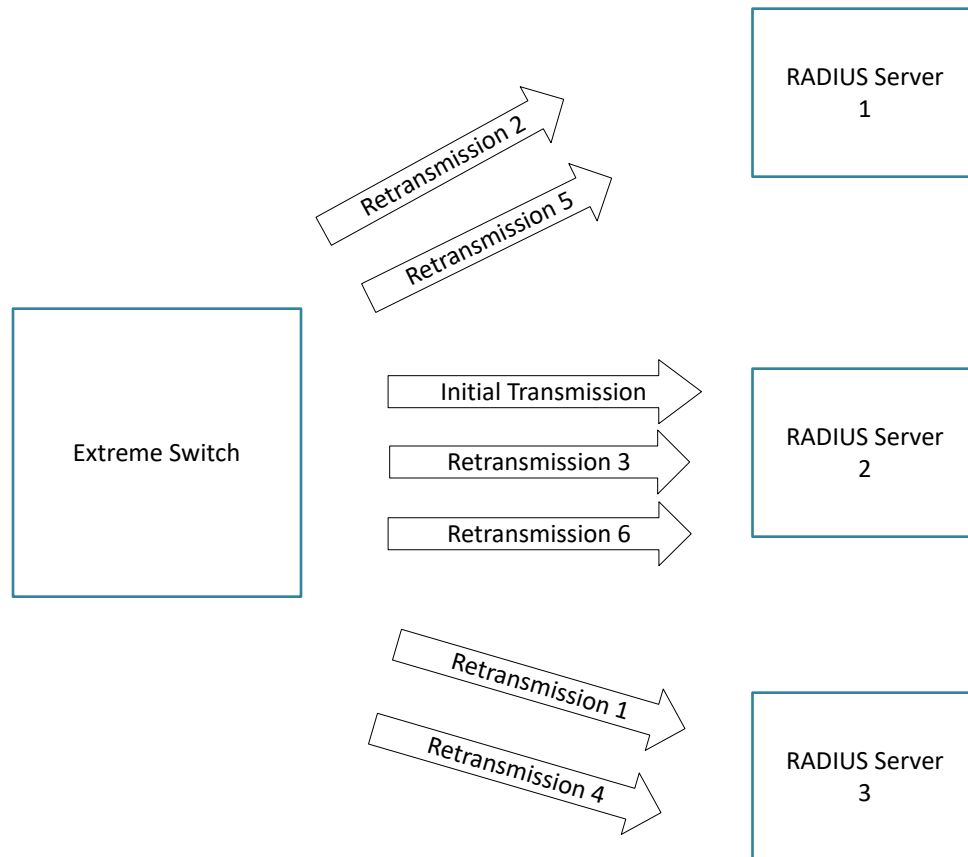 RADIUS Server
1
Retransmission 2
Retransmission 5
Extreme Switch
Initial Transmission
Retransmission 3
Retransmission 6
RADIUS Server
2
Retransmission 1
Retransmission 4
RADIUS Server
3